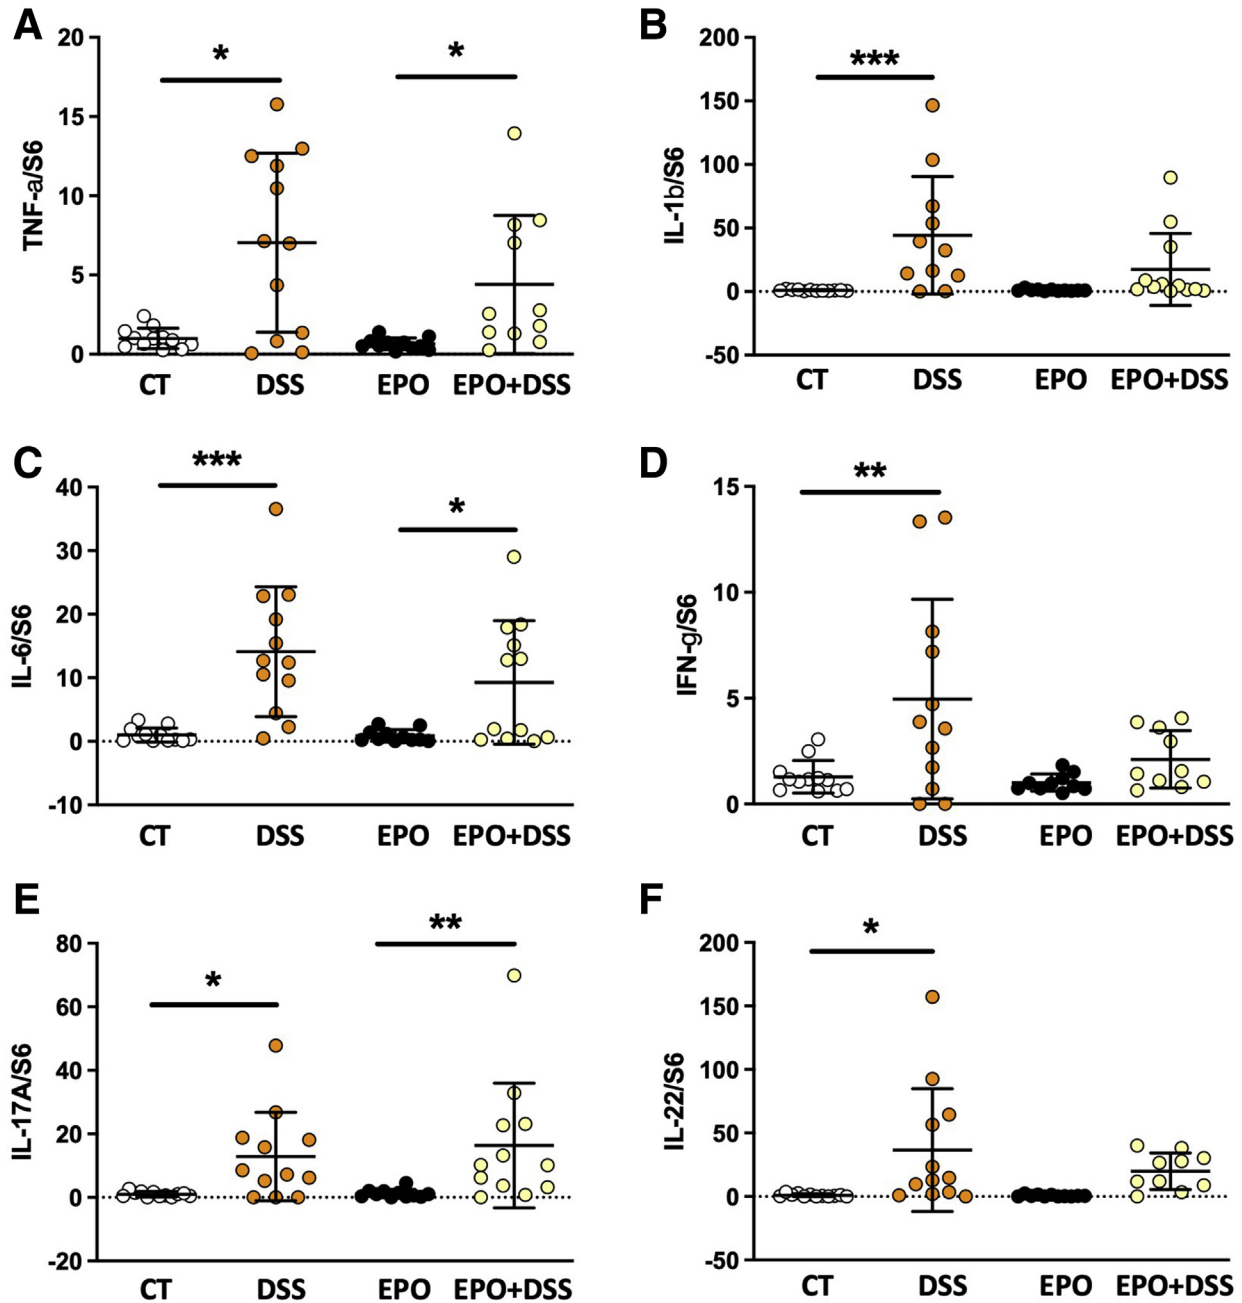 A
20
15
10
5
0
TNF-a/S6
*
*
CT DSS EPO EPO+DSS
B
200
150
100
50
0
-50
IL-1b/S6
***
CT DSS EPO EPO+DSS
C
40
30
20
10
0
-10
IL-6/S6
***
*
CT DSS EPO EPO+DSS
D
15
10
5
0
IFN-g/S6
**
CT DSS EPO EPO+DSS
E
80
60
40
20
0
-20
IL-17A/S6
*
**
CT DSS EPO EPO+DSS
F
200
150
100
50
0
-50
IL-22/S6
*
CT DSS EPO EPO+DSS